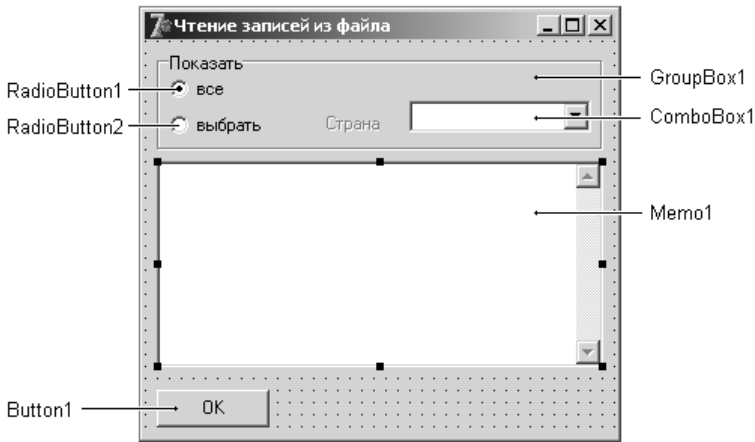 Чтение записей из файла
Показать
RadioButton1
все
GroupBox1
RadioButton2
выбрать
Страна
ComboBox1
Memo1
Button1
OK